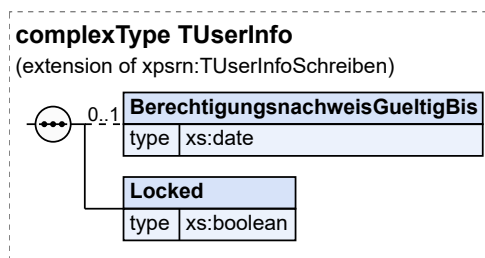 complexType TUserInfo
(extension of xpsrn:TUserInfoSchreiben)
0..1
BerechtigungsnachweisGueltigBis
type xs:date
Locked
type xs:boolean